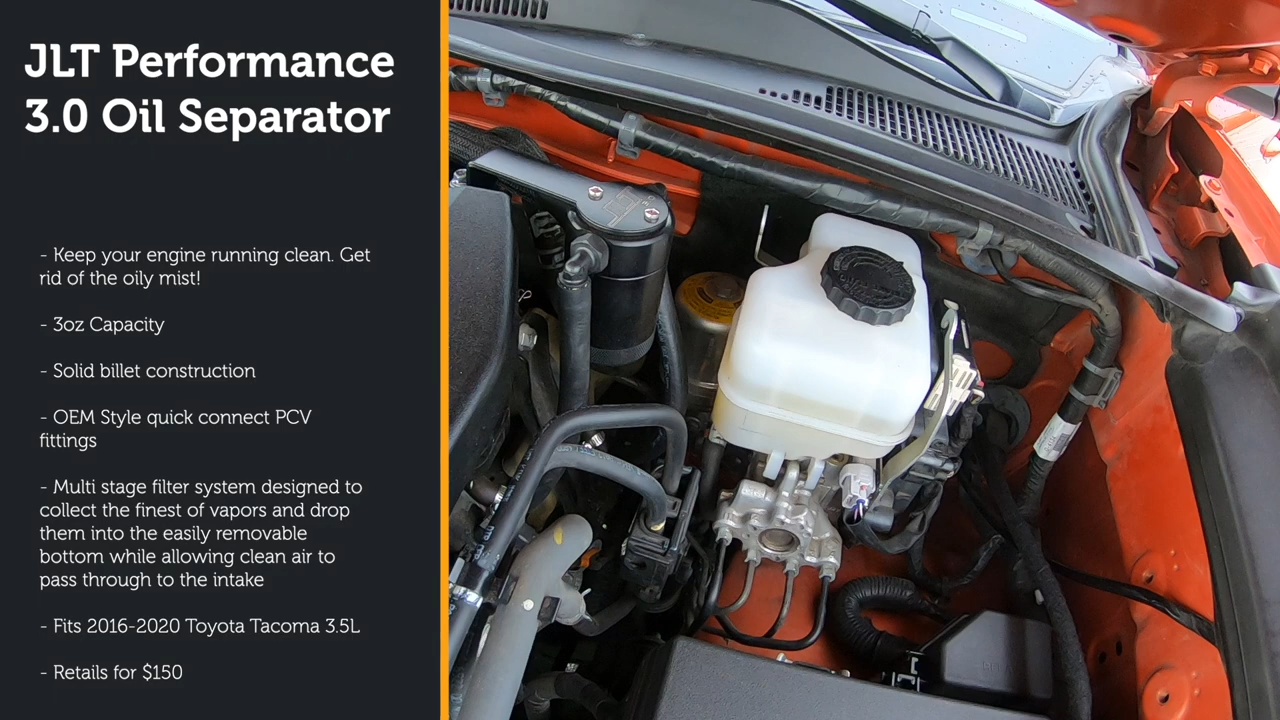 JLT Performance
3.0 Oil Separator
- Keep your engine running clean. Get
rid of the oily mist!
- 3oz Capacity
- Solid billet construction
- OEM Style quick connect PCV
fittings
- Multi stage filter system designed to
collect the finest of vapors and drop
them into the easily removable
bottom while allowing clean air to
pass through to the intake
- Fits 2016-2020 Toyota Tacoma 3.5L
- Retails for $150